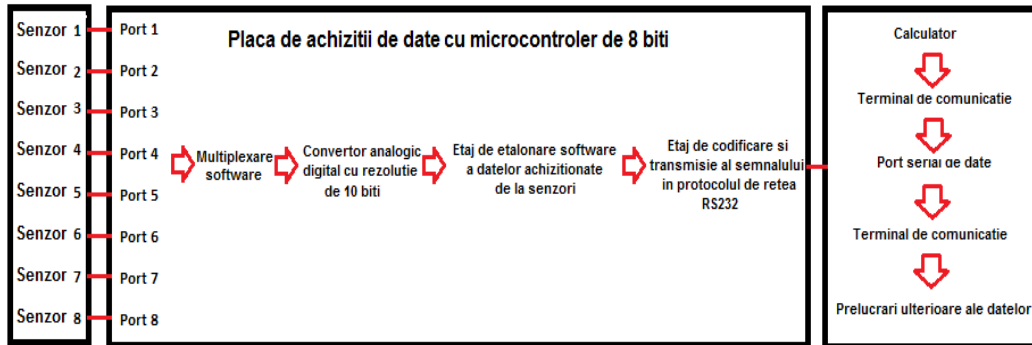 Senzor 1
Senzor 2
Senzor 3
Senzor 4
Senzor 5
Senzor 6
Senzor 7
Senzor 8
Placa de achizitii de date cu microcontroler de 8 biti
Port 1
Port 2
Port 3
Port 4
Port 5
Port 6
Port 7
Port 8
Multiplexare
software
Convertor analogic
digital cu rezolutie
de 10 biti
Etaj de etalonare software
a datelor achizitionate
de la senzori
Etaj de codificare si
transmisie al semnalului
in protocolul de retea
RS232
Calculator
Terminal de comunicatie
Port serial de date
Terminal de comunicatie
Prelucrari ulterioare ale datelor